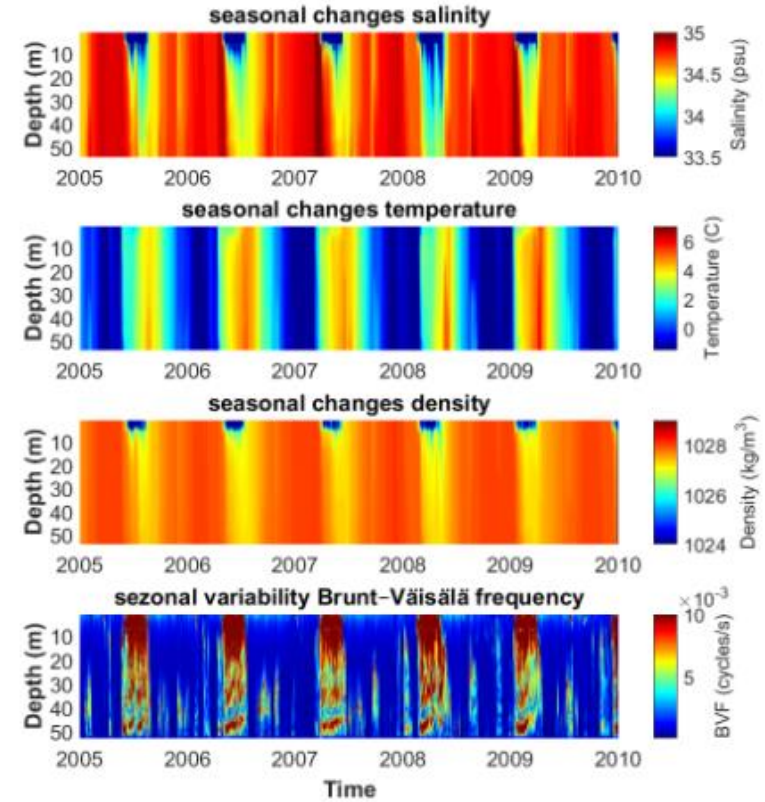 seasonal changes salinity
Depth (m)
10
20
30
40
50
2005 2006 2007 2008 2009 2010
35
34.5
34
33.5
Salinity (psu)
seasonal changes temperature
Depth (m)
10
20
30
40
50
2005 2006 2007 2008 2009 2010
6
4
2
0
Temperature (C)
seasonal changes density
Depth (m)
10
20
30
40
50
2005 2006 2007 2008 2009 2010
1028
1026
1024
Density (kg/m³)
sezonal variability Brunt−Väisälä frequency
Depth (m)
10
20
30
40
50
2005 2006 2007 2008 2009 2010
×10⁻³
10
5
BVF (cycles/s)
Time